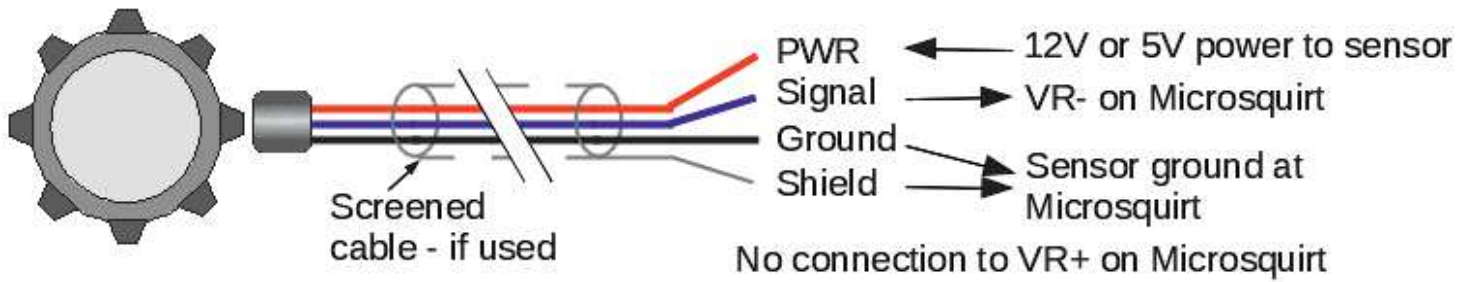 PWR
12V or 5V power to sensor
Signal
VR- on Microsquirt
Ground
Shield
Sensor ground at
Microsquirt
Screened
cable - if used
No connection to VR+ on Microsquirt